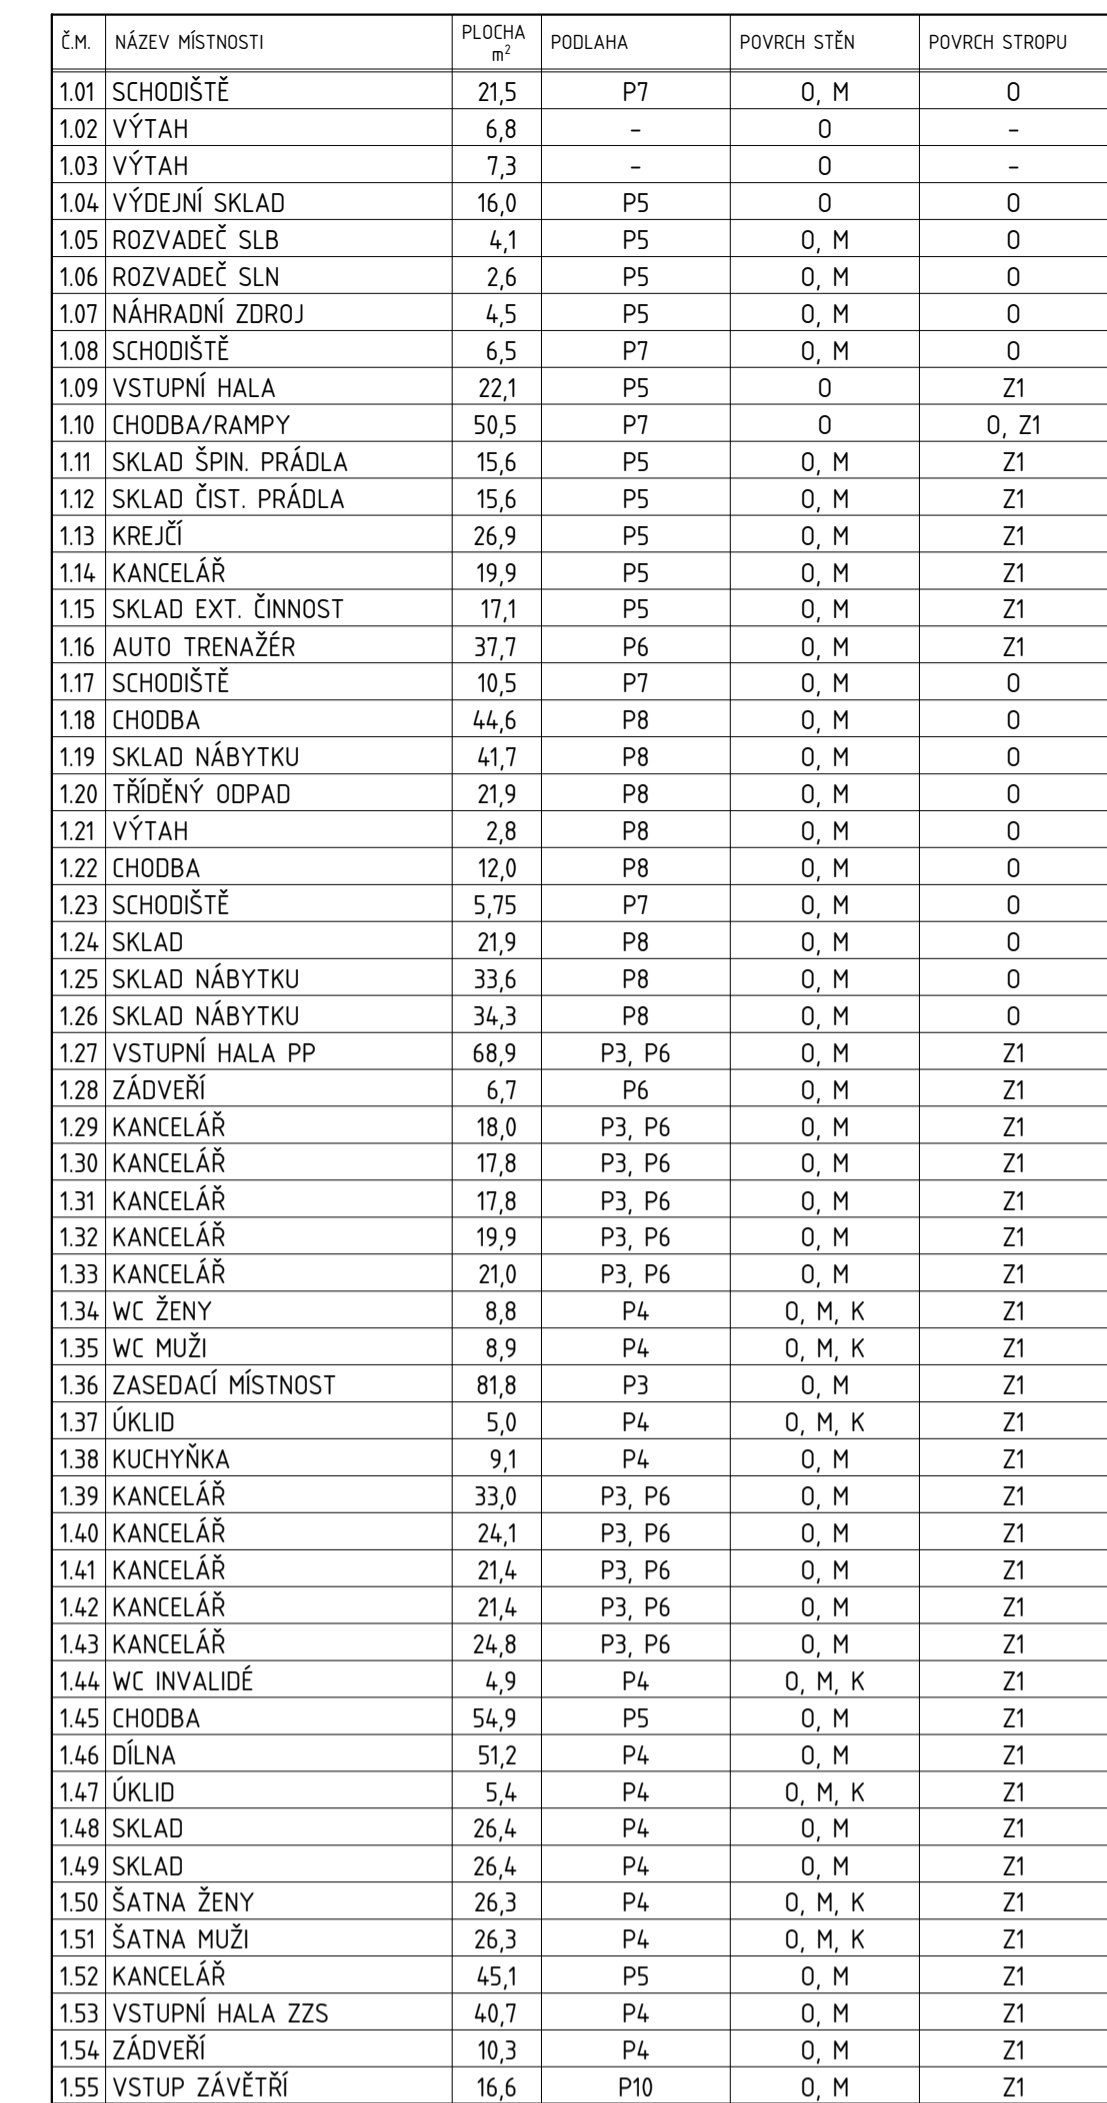 Č.M. NÁZEV MÍSTNOSTI PLOCHA m² PODLAHA POVRCH STĚN POVRCH STROPU
1.01 SCHODIŠTĚ 21,5 P7 O, M O
1.02 VÝTAH 6,8 - O -
1.03 VÝTAH 7,3 - O -
1.04 VÝDEJNÍ SKLAD 16,0 P5 O O
1.05 ROZVADEČ SLB 4,1 P5 O, M O
1.06 ROZVADEČ SLN 2,6 P5 O, M O
1.07 NÁHRADNÍ ZDROJ 4,5 P5 O, M O
1.08 SCHODIŠTĚ 6,5 P7 O, M O
1.09 VSTUPNÍ HALA 22,1 P5 O Z1
1.10 CHODBA/RAMPY 50,5 P7 O O, Z1
1.11 SKLAD ŠPIN. PRÁDLA 15,6 P5 O, M Z1
1.12 SKLAD ČIST. PRÁDLA 15,6 P5 O, M Z1
1.13 KREJČÍ 26,9 P5 O, M Z1
1.14 KANCELÁŘ 19,9 P5 O, M Z1
1.15 SKLAD EXT. ČINNOST 17,1 P5 O, M Z1
1.16 AUTO TRENAŽÉR 37,7 P6 O, M Z1
1.17 SCHODIŠTĚ 10,5 P7 O, M O
1.18 CHODBA 44,6 P8 O, M O
1.19 SKLAD NÁBYTKU 41,7 P8 O, M O
1.20 TŘÍDĚNÝ ODPAD 21,9 P8 O, M O
1.21 VÝTAH 2,8 P8 O, M O
1.22 CHODBA 12,0 P8 O, M O
1.23 SCHODIŠTĚ 5,75 P7 O, M O
1.24 SKLAD 21,9 P8 O, M O
1.25 SKLAD NÁBYTKU 33,6 P8 O, M O
1.26 SKLAD NÁBYTKU 34,3 P8 O, M O
1.27 VSTUPNÍ HALA PP 68,9 P3, P6 O, M Z1
1.28 ZÁDVEŘÍ 6,7 P6 O, M Z1
1.29 KANCELÁŘ 18,0 P3, P6 O, M Z1
1.30 KANCELÁŘ 17,8 P3, P6 O, M Z1
1.31 KANCELÁŘ 17,8 P3, P6 O, M Z1
1.32 KANCELÁŘ 19,9 P3, P6 O, M Z1
1.33 KANCELÁŘ 21,0 P3, P6 O, M Z1
1.34 WC ŽENY 8,8 P4 O, M, K Z1
1.35 WC MUŽI 8,9 P4 O, M, K Z1
1.36 ZASEDACÍ MÍSTNOST 81,8 P3 O, M Z1
1.37 ÚKLID 5,0 P4 O, M, K Z1
1.38 KUCHYŇKA 9,1 P4 O, M Z1
1.39 KANCELÁŘ 33,0 P3, P6 O, M Z1
1.40 KANCELÁŘ 24,1 P3, P6 O, M Z1
1.41 KANCELÁŘ 21,4 P3, P6 O, M Z1
1.42 KANCELÁŘ 21,4 P3, P6 O, M Z1
1.43 KANCELÁŘ 24,8 P3, P6 O, M Z1
1.44 WC INVALIDÉ 4,9 P4 O, M, K Z1
1.45 CHODBA 54,9 P5 O, M Z1
1.46 DÍLNA 51,2 P4 O, M Z1
1.47 ÚKLID 5,4 P4 O, M, K Z1
1.48 SKLAD 26,4 P4 O, M Z1
1.49 SKLAD 26,4 P4 O, M Z1
1.50 ŠATNA ŽENY 26,3 P4 O, M, K Z1
1.51 ŠATNA MUŽI 26,3 P4 O, M, K Z1
1.52 KANCELÁŘ 45,1 P5 O, M Z1
1.53 VSTUPNÍ HALA ZZS 40,7 P4 O, M Z1
1.54 ZÁDVEŘÍ 10,3 P4 O, M Z1
1.55 VSTUP ZÁVĚTŘÍ 16,6 P10 O, M Z1